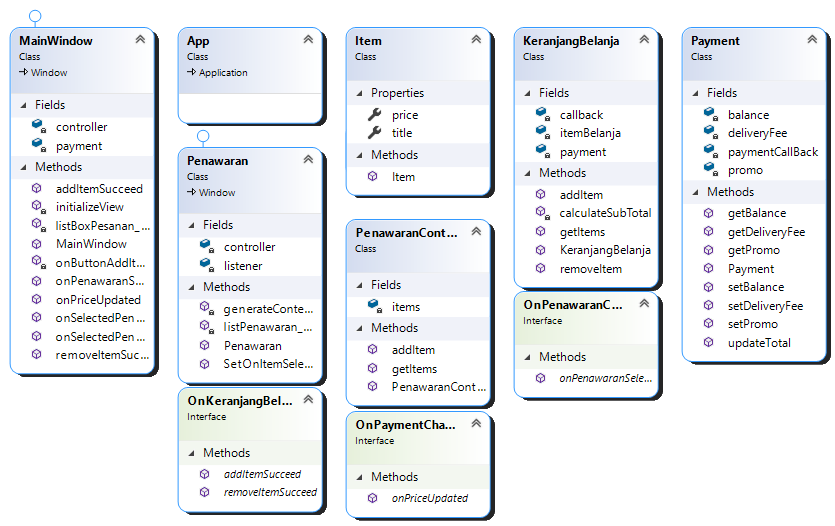 MainWindow
Class
Window
Fields
controller
payment
Methods
addItemSucceed
initializeView
listBoxPesanan_...
MainWindow
onButtonAddIt...
onPenawaranS...
onPriceUpdated
onSelectedPen...
onSelectedPen...
removeItemSuc...
App
Class
Application
Penawaran
Class
Window
Fields
controller
listener
Methods
generateConte...
listPenawaran_...
Penawaran
SetOnItemSele...
OnKeranjangBel...
Interface
Methods
addItemSucceed
removeItemSucceed
Item
Class
Properties
price
title
Methods
Item
PenawaranCont...
Class
Fields
items
Methods
addItem
getItems
PenawaranCont...
OnPaymentCha...
Interface
Methods
onPriceUpdated
KeranjangBelanja
Class
Fields
callback
itemBelanja
payment
Methods
addItem
calculateSubTotal
getItems
KeranjangBelanja
removeItem
OnPenawaranC...
Interface
Methods
onPenawaranSele...
Payment
Class
Fields
balance
deliveryFee
paymentCallBack
promo
Methods
getBalance
getDeliveryFee
getPromo
Payment
setBalance
setDeliveryFee
setPromo
updateTotal